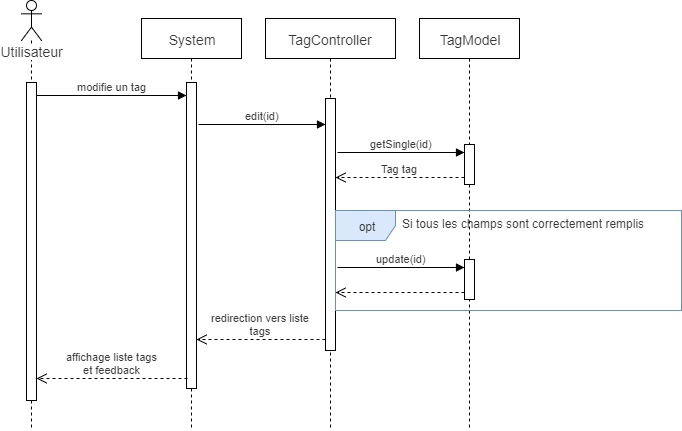 Utilisateur
System
TagController
TagModel
modifie un tag
edit(id)
getSingle(id)
Tag tag
opt
Si tous les champs sont correctement remplis
update(id)
redirection vers liste
tags
affichage liste tags
et feedback